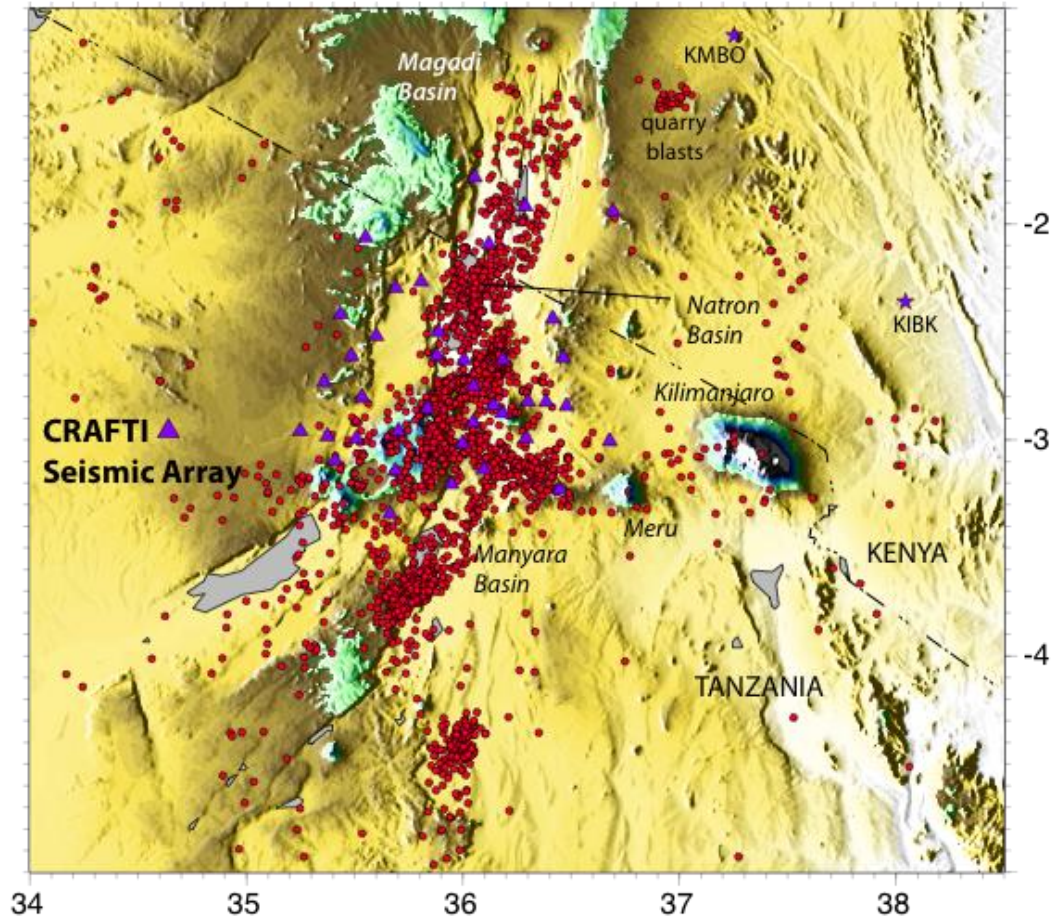 KMBO
Magadi
Basin
quarry
blasts
-2
Natron
Basin
KIBK
Kilimanjaro
CRAFTI
Seismic Array
-3
Meru
Manyara
Basin
KENYA
-4
TANZANIA
34
35
36
37
38